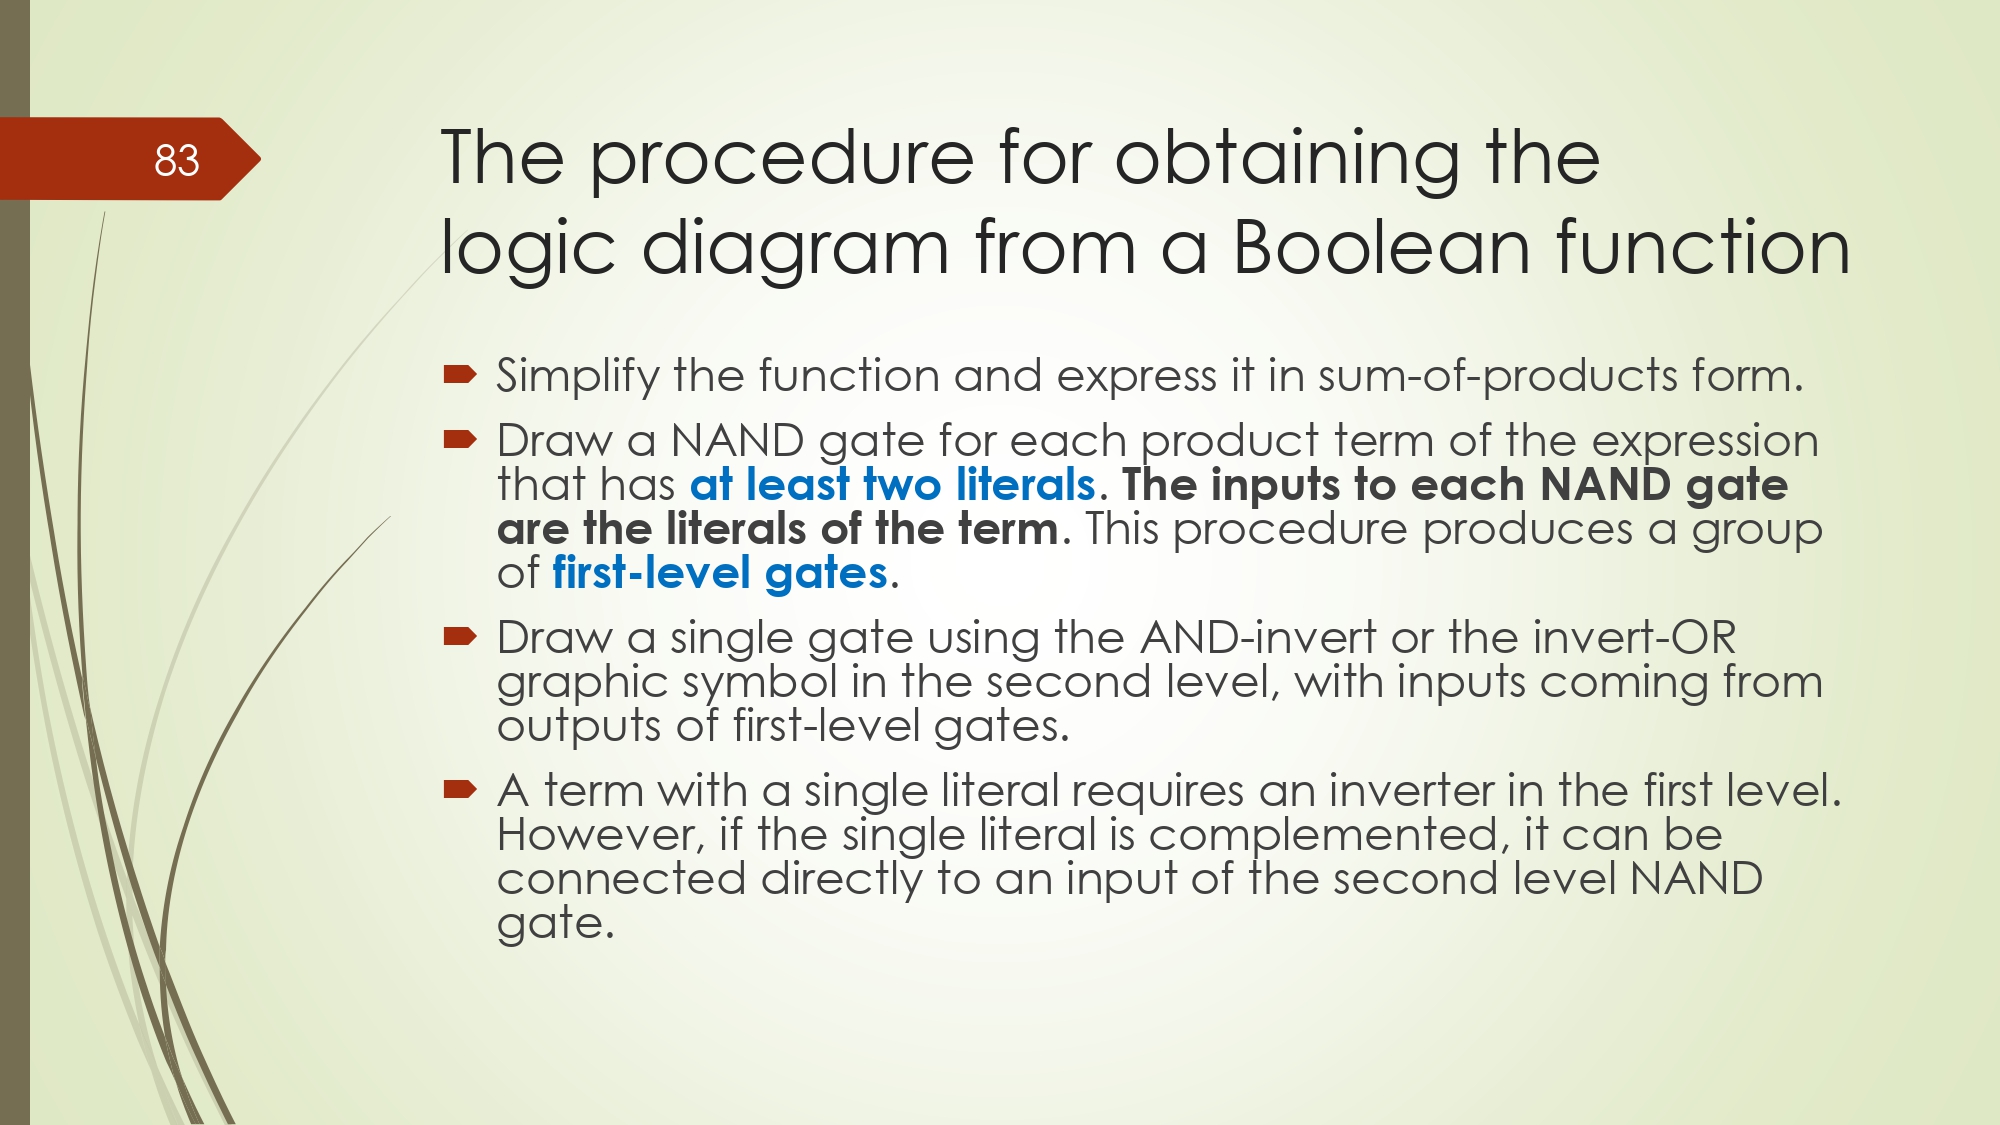 83
The procedure for obtaining the
logic diagram from a Boolean function
Simplify the function and express it in sum-of-products form.
Draw a NAND gate for each product term of the expression
that has at least two literals. The inputs to each NAND gate
are the literals of the term. This procedure produces a group
of first-level gates.
Draw a single gate using the AND-invert or the invert-OR
graphic symbol in the second level, with inputs coming from
outputs of first-level gates.
A term with a single literal requires an inverter in the first level.
However, if the single literal is complemented, it can be
connected directly to an input of the second level NAND
gate.